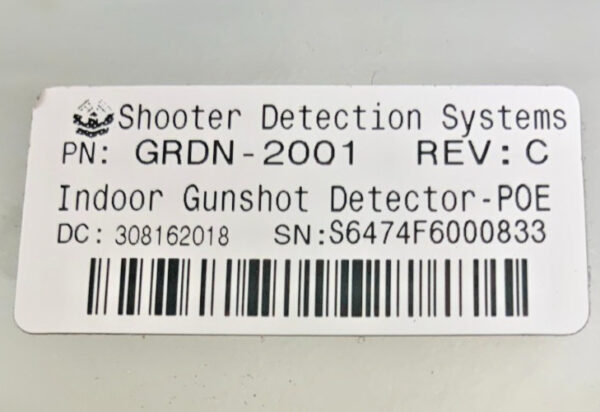 Shooter Detection Systems
PN: GRDN-2001 REV: C
Indoor Gunshot Detector-POE
DC: 308162018 SN:S6474F6000833